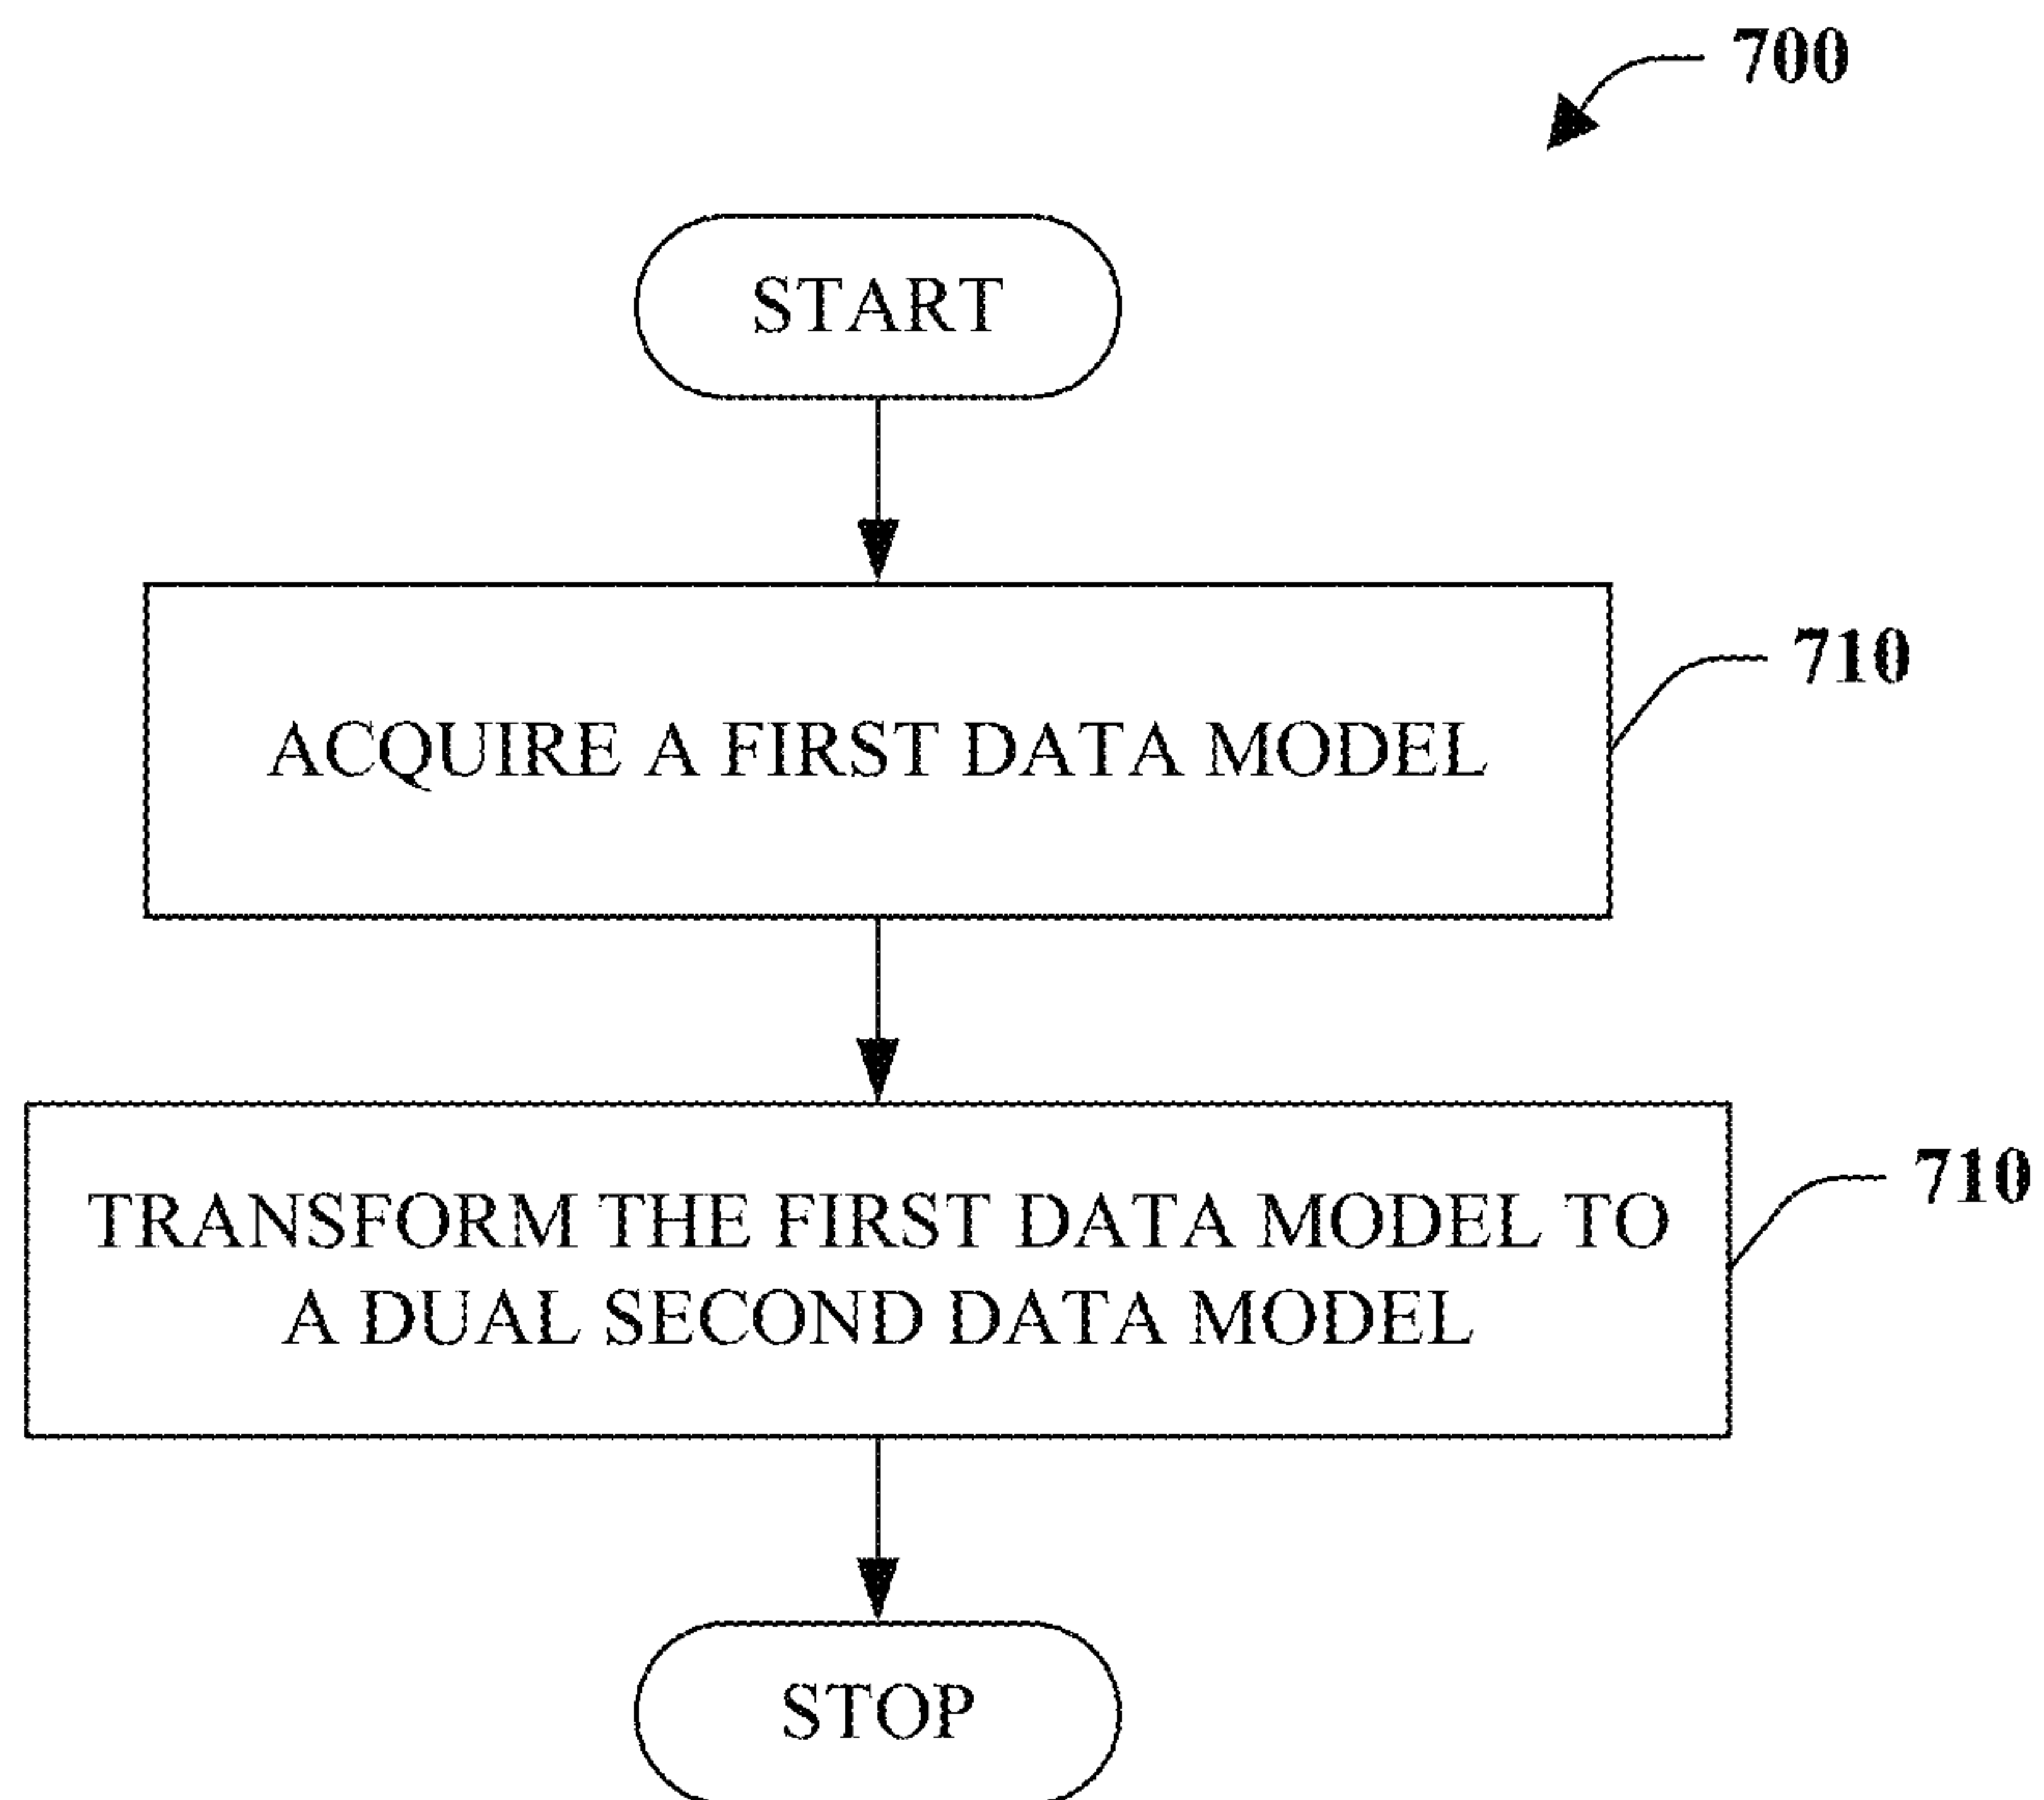 700
START
710
ACQUIRE A FIRST DATA MODEL
710
TRANSFORM THE FIRST DATA MODEL TO
A DUAL SECOND DATA MODEL
STOP